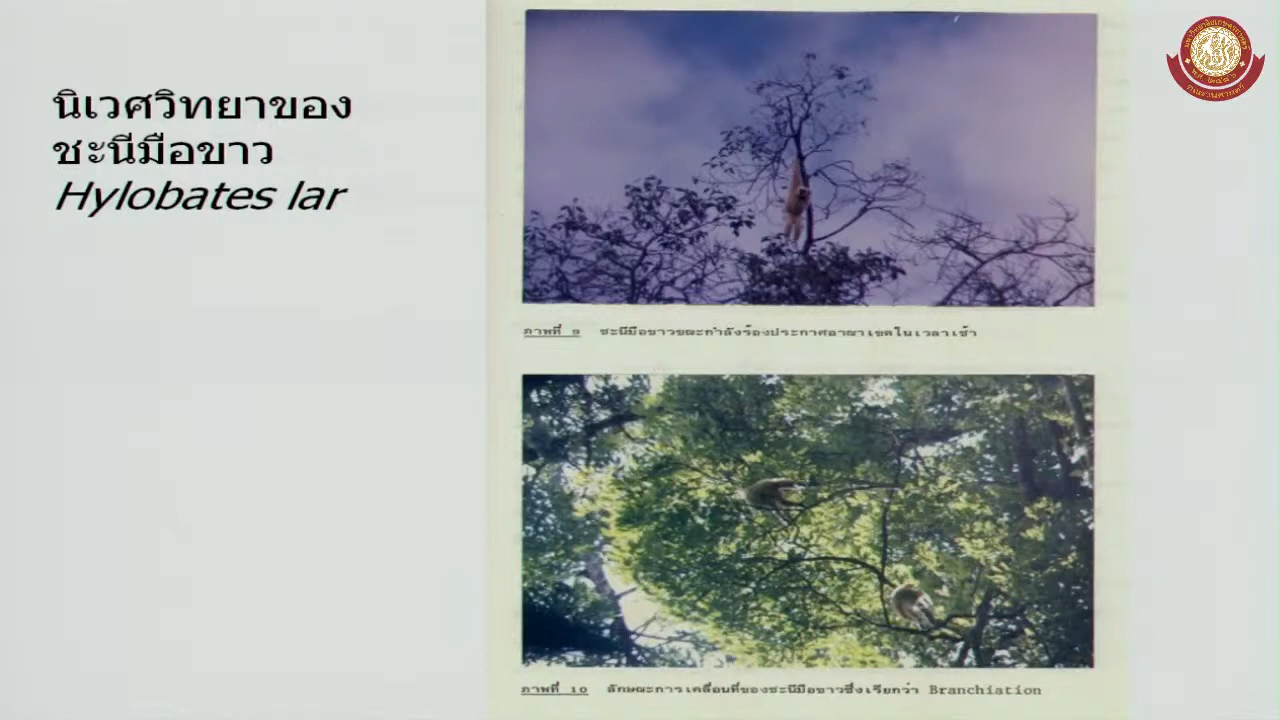 นิเวศวิทยาของ
ชะนีมือขาว
Hylobates lar
ภาพที่ 9 ชะนีมือขาวขณะกำลังร้องประกาศอาณาเขตในเวลาเช้า
ภาพที่ 10 ลักษณะการเคลื่อนที่ของชะนีมือขาวซึ่งเรียกว่า Branchiation